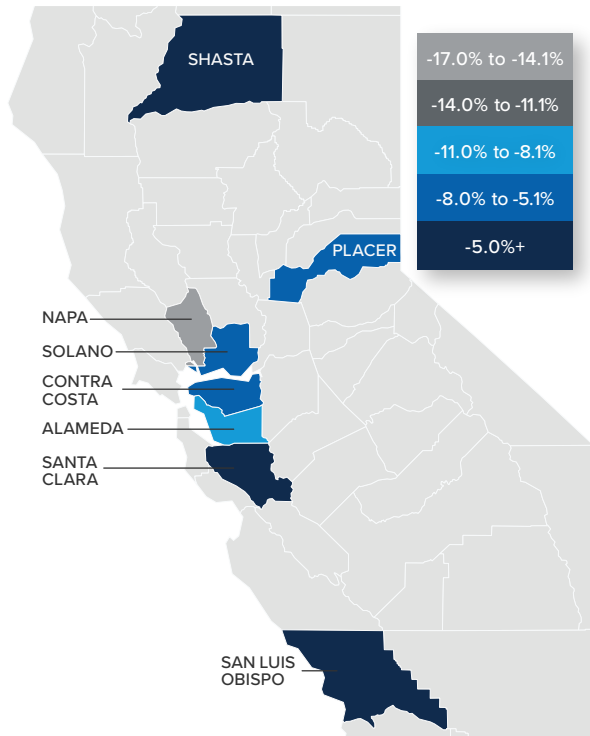 SHASTA
-17.0% to -14.1%
-14.0% to -11.1%
-11.0% to -8.1%
-8.0% to -5.1%
-5.0%+
PLACER
NAPA
SOLANO
CONTRA
COSTA
ALAMEDA
SANTA
CLARA
SAN LUIS
OBISPO